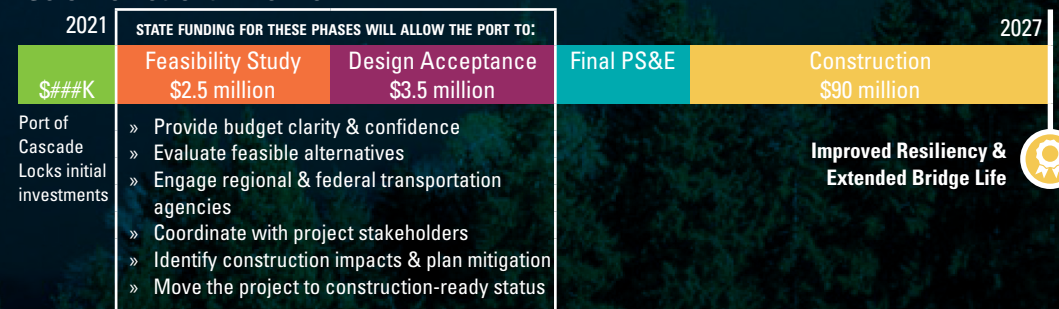 2021
STATE FUNDING FOR THESE PHASES WILL ALLOW THE PORT TO:
2027
$###K
Feasibility Study
$2.5 million
Design Acceptance
$3.5 million
Final PS&E
Construction
$90 million
Port of
Cascade
Locks initial
investments
» Provide budget clarity & confidence
» Evaluate feasible alternatives
» Engage regional & federal transportation
agencies
» Coordinate with project stakeholders
» Identify construction impacts & plan mitigation
» Move the project to construction-ready status
Improved Resiliency &
Extended Bridge Life